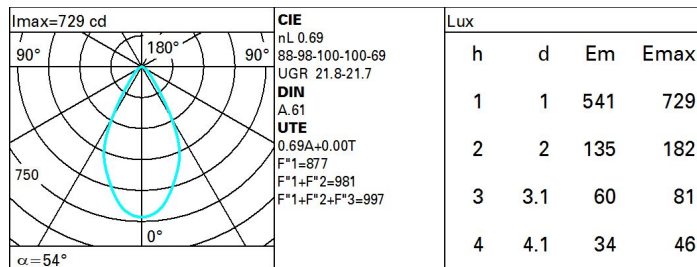 Imax=729 cd
90° 180° 90°
750
0°
α=54°
CIE
nL 0.69
88-98-100-100-69
UGR 21.8-21.7
DIN
A.61
UTE
0.69A+0.00T
F"1=877
F"1+F"2=981
F"1+F"2+F"3=997
Lux
h d Em Emax
1 1 541 729
2 2 135 182
3 3.1 60 81
4 4.1 34 46